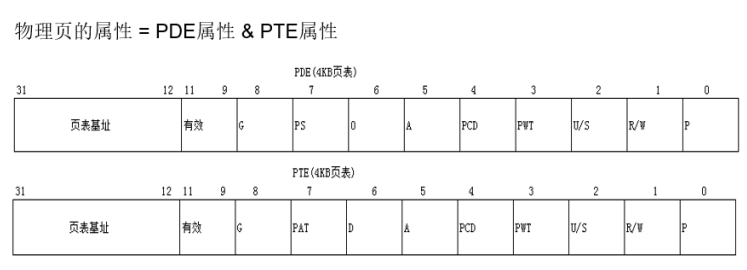 物理页的属性 = PDE属性 & PTE属性
PDE(4KB页表)
31 12 11 9 8 7 6 5 4 3 2 1 0
页表基址 有效 G PS 0 A PCD PWT U/S R/W P
PTE(4KB页表)
31 12 11 9 8 7 6 5 4 3 2 1 0
页表基址 有效 G PAT D A PCD PWT U/S R/W P